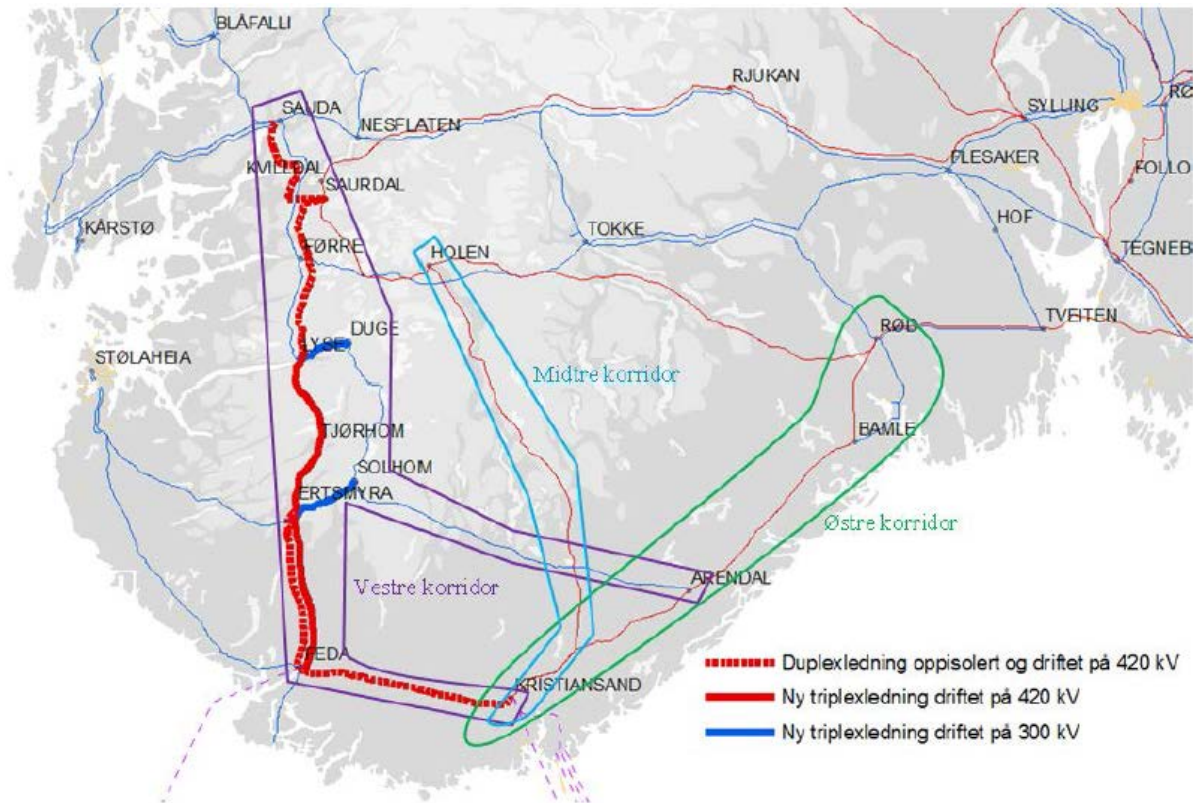 BLÅFALLI
RJUKAN
SAUDA
NESFLATEN
SYLLING
RØ
KVILLDAL
SAURDAL
FLESAKER
FOLLO
KÅRSTØ
FØRRE
HOLEN
TOKKE
HOF
TEGNEB
DUGE
RØD
TVEITEN
STØLAHEIA
LYSE
Midtre korridor
TJØRHOM
BAMLE
SOLHOM
ERTSMYRA
Østre korridor
Vestre korridor
ARENDAL
FEDA
KRISTIANSAND
Duplexledning oppisolert og driftet på 420 kV
Ny triplexledning driftet på 420 kV
Ny triplexledning driftet på 300 kV